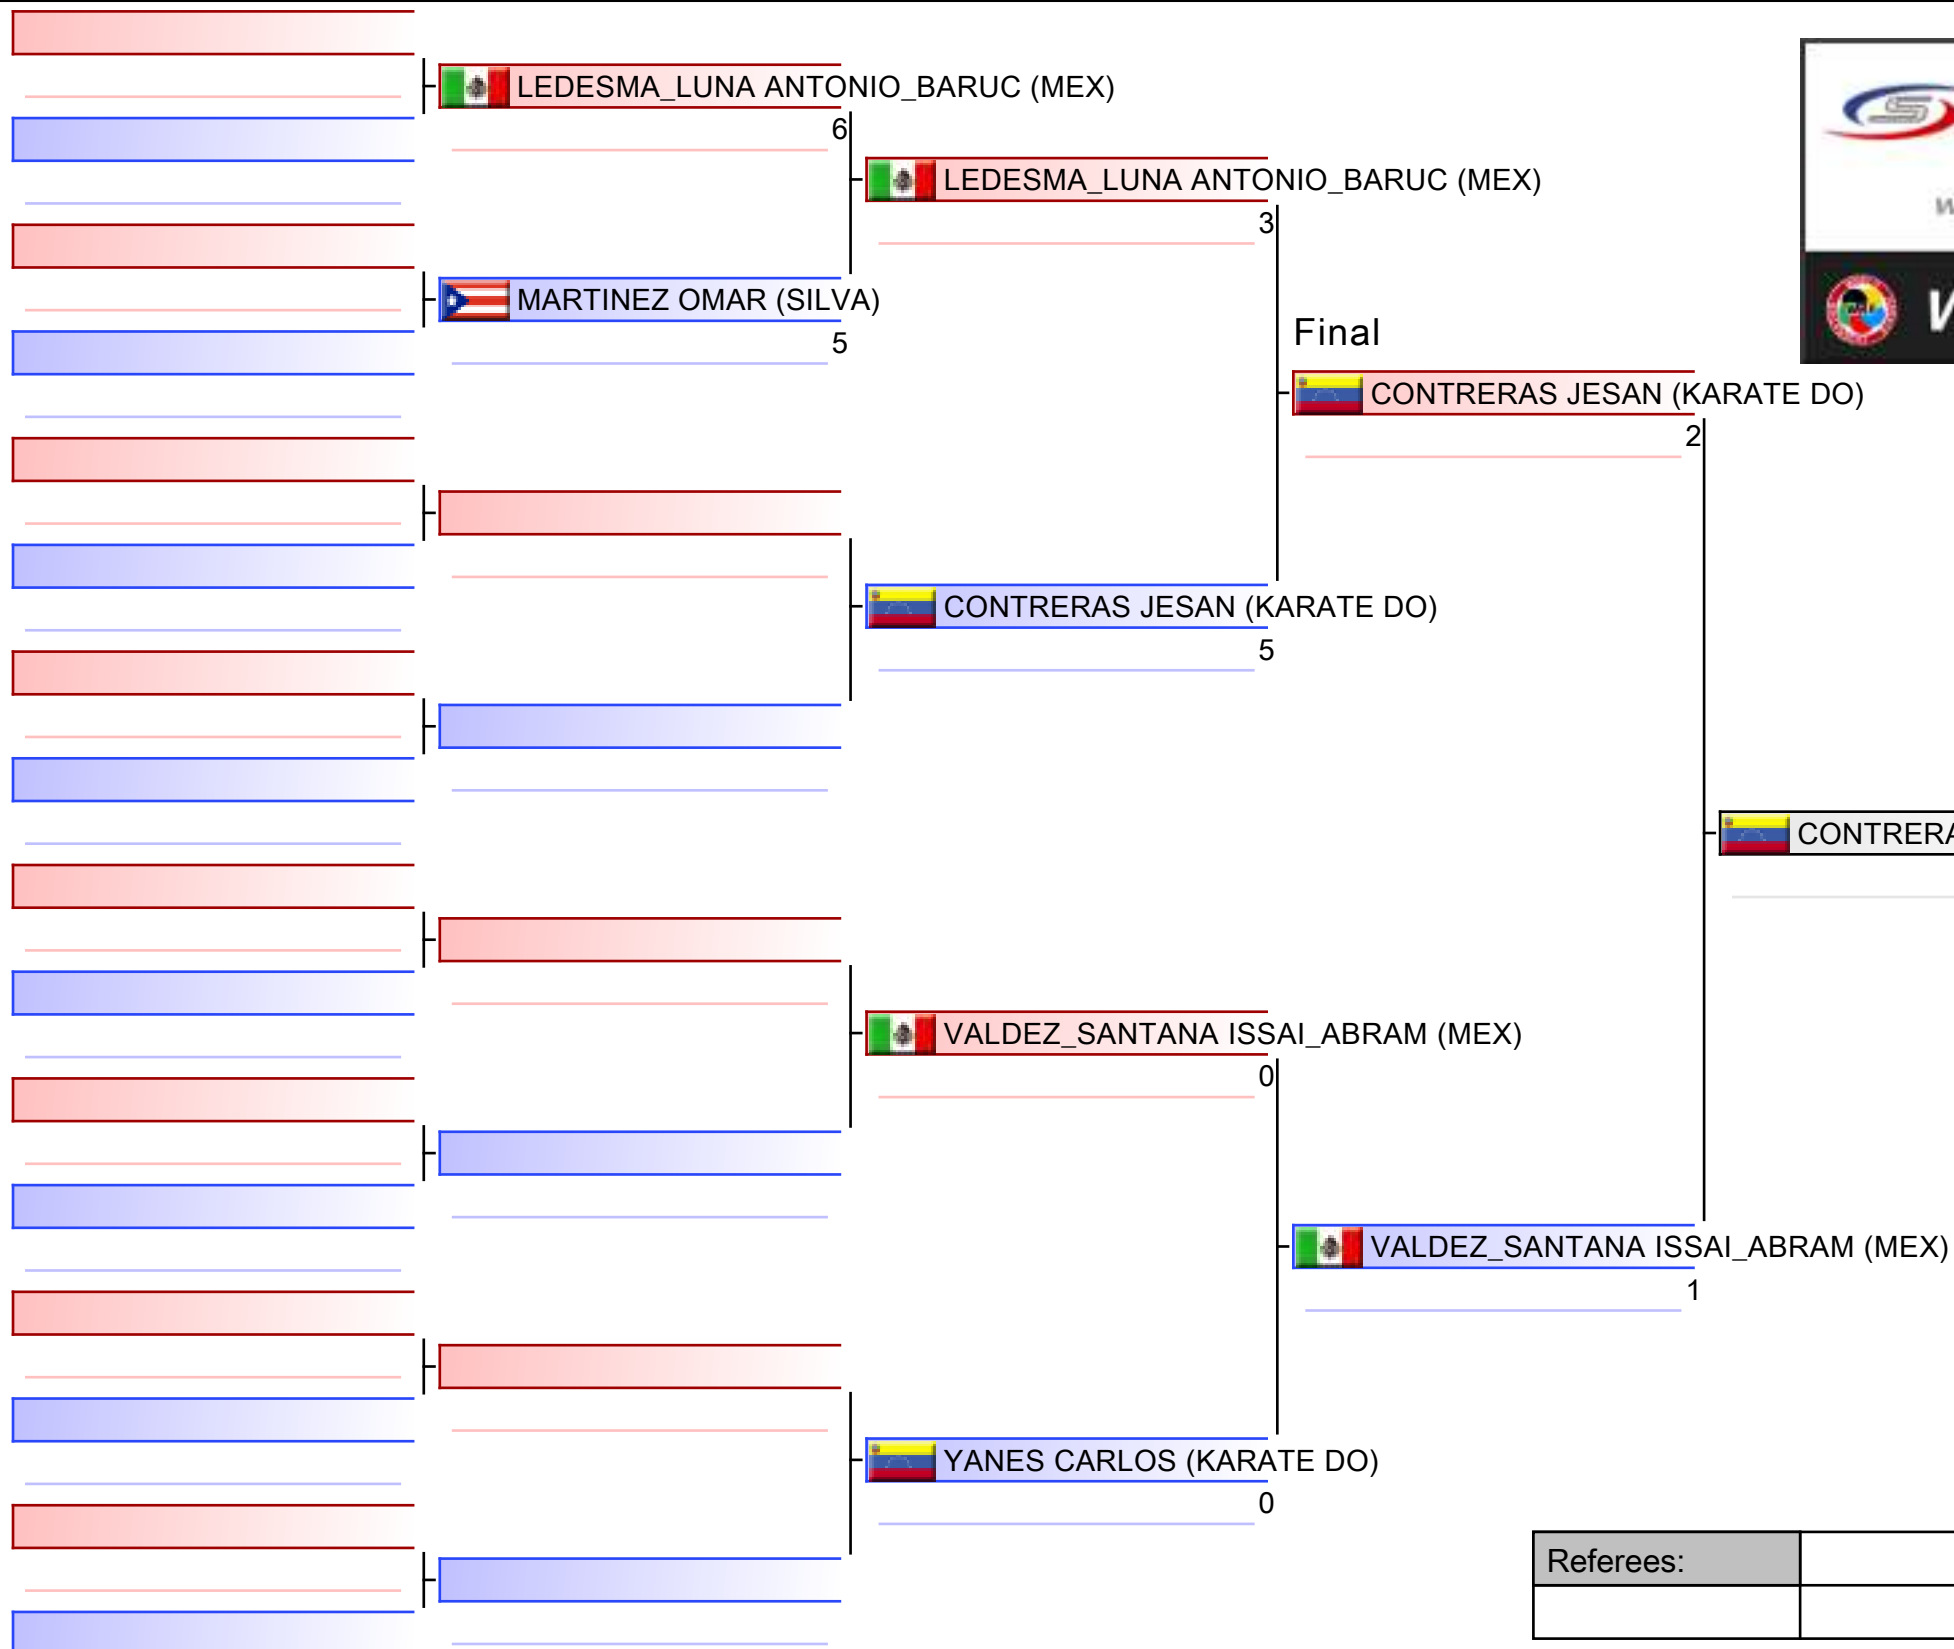 LEDESMA_LUNA ANTONIO_BARUC (MEX)
6
LEDESMA_LUNA ANTONIO_BARUC (MEX)
3
MARTINEZ OMAR (SILVA)
5
Final
CONTRERAS JESAN (KARATE DO)
2
CONTRERAS JESAN (KARATE DO)
5
CONTRERA
VALDEZ_SANTANA ISSAI_ABRAM (MEX)
0
VALDEZ_SANTANA ISSAI_ABRAM (MEX)
1
YANES CARLOS (KARATE DO)
0
Referees: